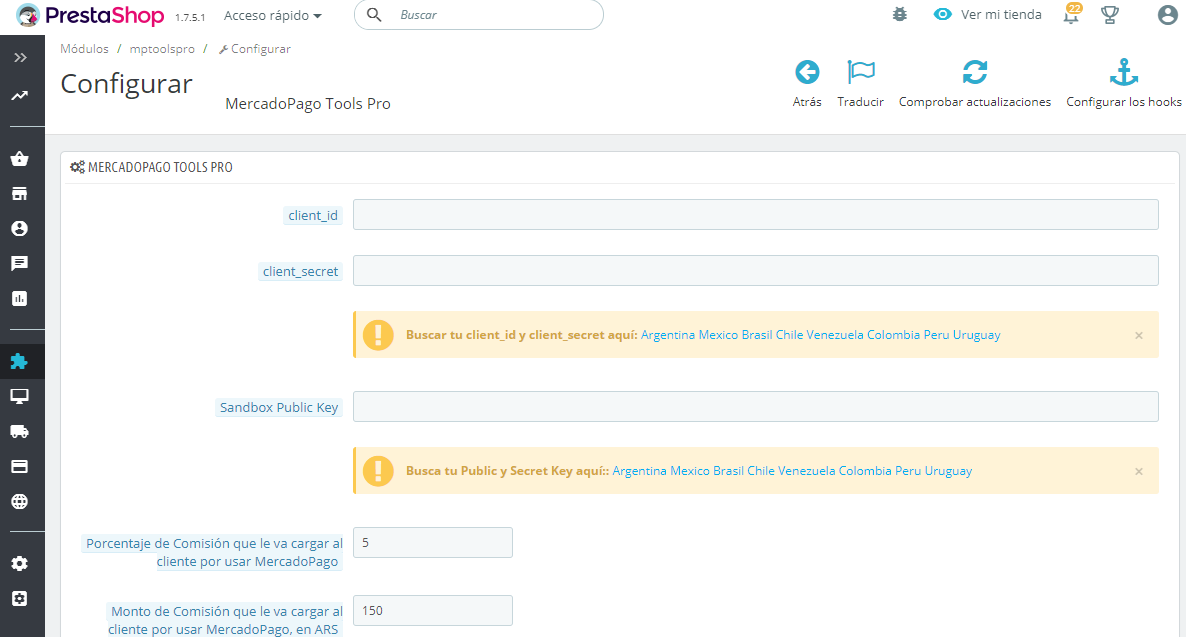 PrestaShop 1.7.5.1 Acceso rápido Buscar Ver mi tienda 22
Módulos / mptoolspro / Configurar
Configurar
MercadoPago Tools Pro
Atrás Traducir Comprobar actualizaciones Configurar los hooks
MERCADOPAGO TOOLS PRO
client_id
client_secret
Buscar tu client_id y client_secret aquí: Argentina Mexico Brasil Chile Venezuela Colombia Peru Uruguay ×
Sandbox Public Key
Busca tu Public y Secret Key aquí:: Argentina Mexico Brasil Chile Venezuela Colombia Peru Uruguay ×
Porcentaje de Comisión que le va cargar al 5
cliente por usar MercadoPago
Monto de Comisión que le va cargar al 150
cliente por usar MercadoPago, en ARS